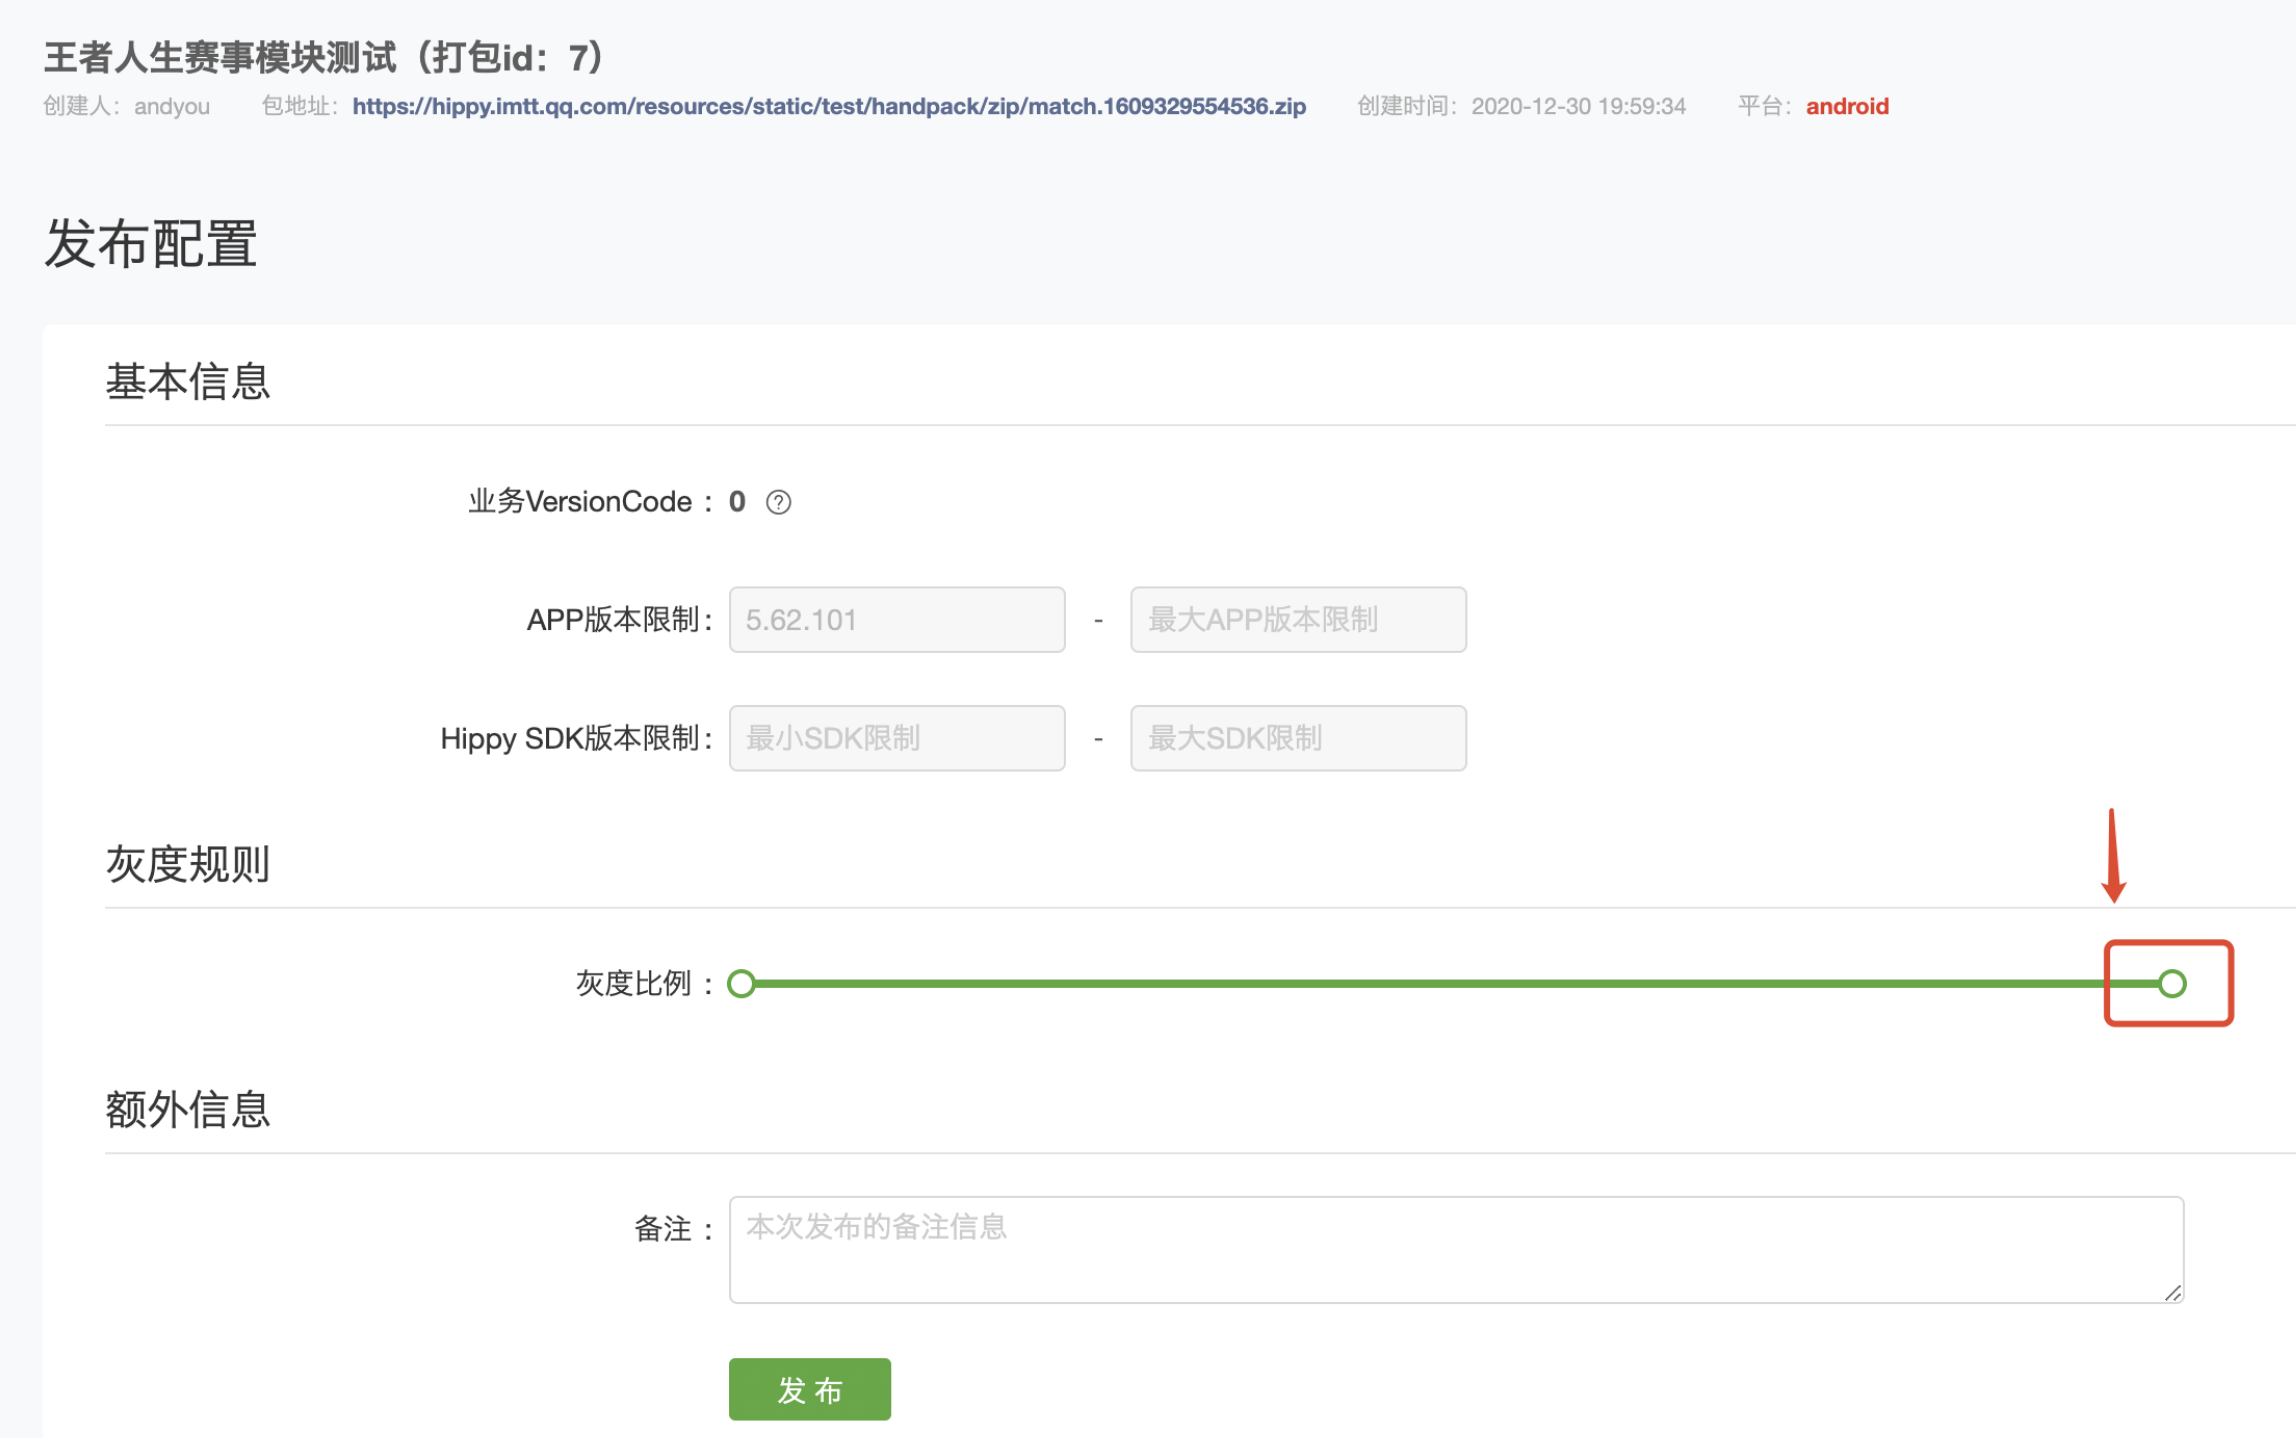 王者人生赛事模块测试（打包id：7）
创建人：andyou 包地址：https://hippy.imtt.qq.com/resources/static/test/handpack/zip/match.1609329554536.zip 创建时间：2020-12-30 19:59:34 平台：android
发布配置
基本信息
业务VersionCode ： 0 ?
APP版本限制： 5.62.101 - 最大APP版本限制
Hippy SDK版本限制： 最小SDK限制 - 最大SDK限制
灰度规则
灰度比例 ：
额外信息
备注 ： 本次发布的备注信息
发 布